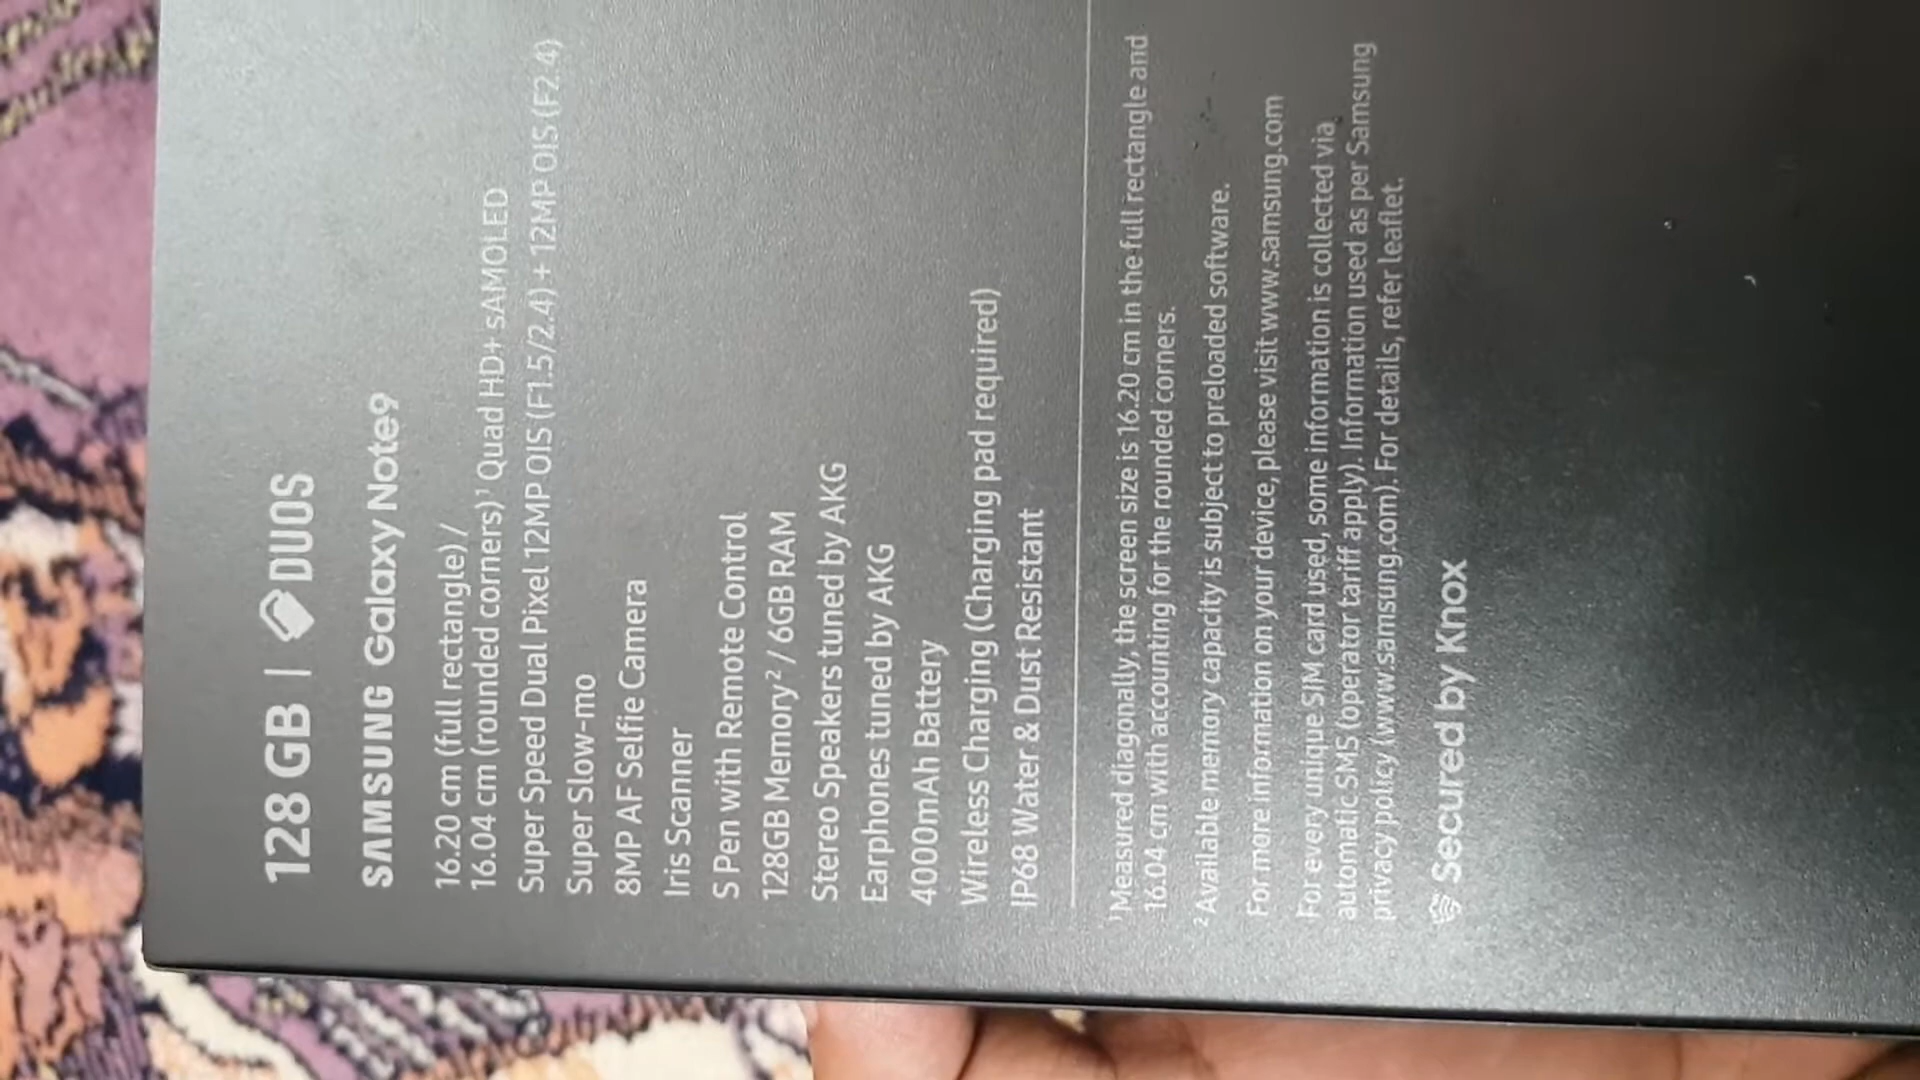 128 GB | DUOS
SAMSUNG Galaxy Note9
16.20 cm (full rectangle) /
16.04 cm (rounded corners)¹ Quad HD+ sAMOLED
Super Speed Dual Pixel 12MP OIS (F1.5/2.4) + 12MP OIS (F2.4)
Super Slow-mo
8MP AF Selfie Camera
Iris Scanner
S Pen with Remote Control
128GB Memory² / 6GB RAM
Stereo Speakers tuned by AKG
Earphones tuned by AKG
4000mAh Battery
Wireless Charging (Charging pad required)
IP68 Water & Dust Resistant
¹Measured diagonally, the screen size is 16.20 cm in the full rectangle and
16.04 cm with accounting for the rounded corners.
²Available memory capacity is subject to preloaded software.
For more information on your device, please visit www.samsung.com
For every unique SIM card used, some information is collected via
automatic SMS (operator tariff apply). Information used as per Samsung
privacy policy (www.samsung.com). For details, refer leaflet.
Secured by Knox